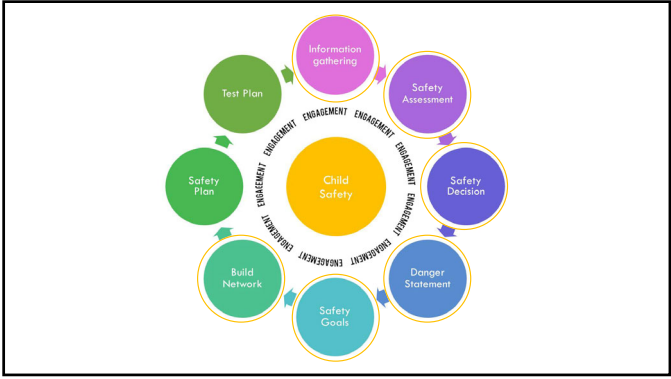 Information
gathering
Safety
Assessment
Safety
Decision
Danger
Statement
Safety
Goals
Build
Network
Safety
Plan
Test Plan
Child
Safety
ENGAGEMENT ENGAGEMENT ENGAGEMENT ENGAGEMENT ENGAGEMENT ENGAGEMENT ENGAGEMENT ENGAGEMENT ENGAGEMENT ENGAGEMENT